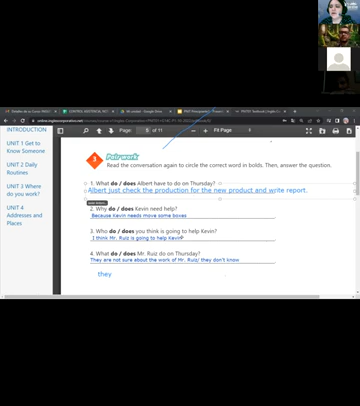 online.inglescorporativo.net
of 11
Fit Page
INTRODUCTION
UNIT 1 Get to
Know Someone
UNIT 2 Daily
Routines
UNIT 3 Where
do you work?
UNIT 4
Addresses and
Places
3 Pairwork
Read the conversation again to circle the correct word in bolds. Then, answer the question.
1. What do / does Albert have to do on Thursday?
Albert just check the production for the new product and write report.
2. Why do / does Kevin need help?
Because Kevin needs move some boxes
3. Who do / does you think is going to help Kevin?
I think Mr. Ruiz is going to help Kevin
4. What do / does Mr. Ruiz do on Thursday?
They are not sure about the work of Mr. Ruiz/ they don't know
they